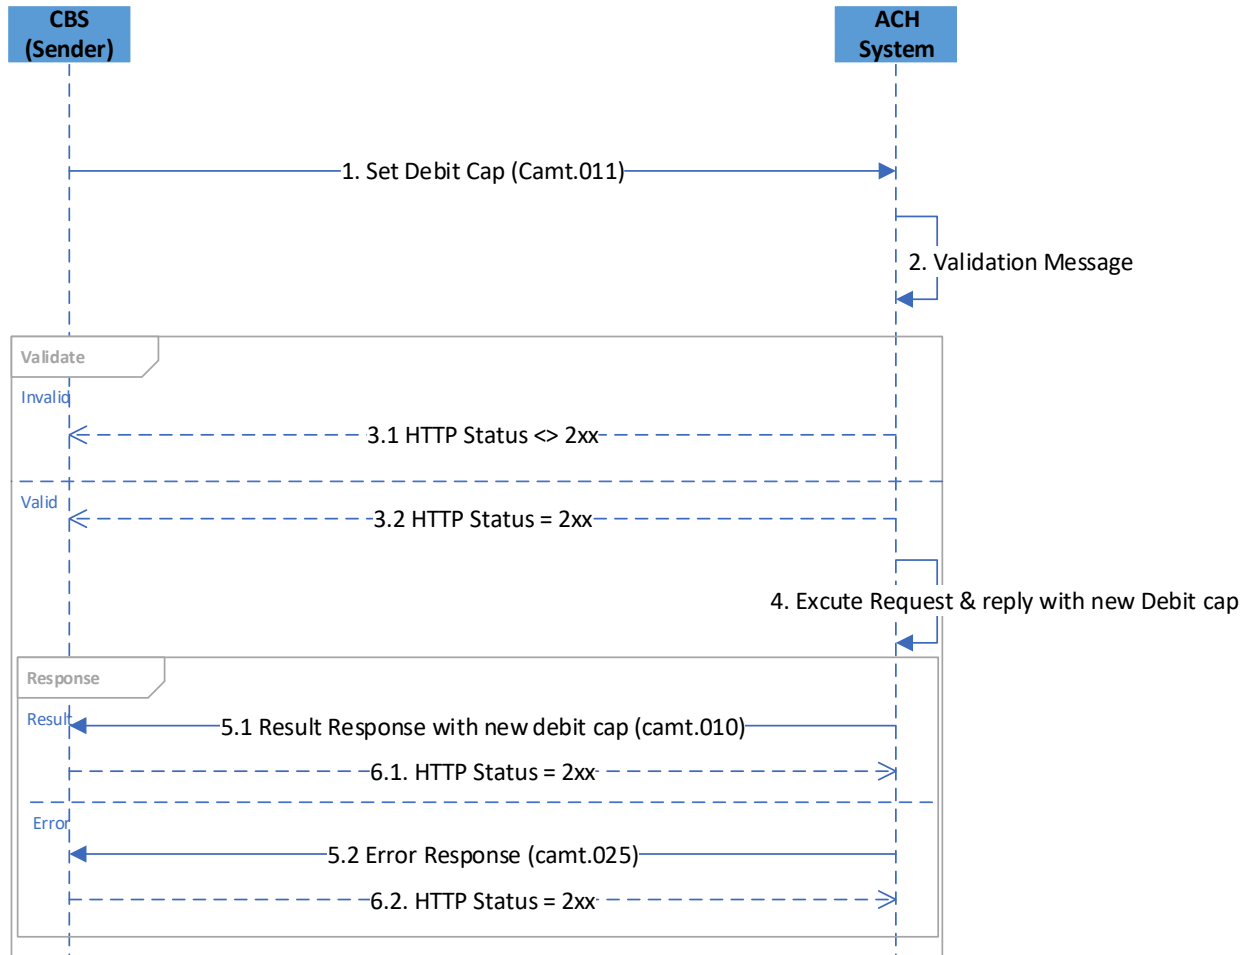 CBS
(Sender)
ACH
System
1. Set Debit Cap (Camt.011)
2. Validation Message
Validate
Invalid
3.1 HTTP Status <> 2xx
Valid
3.2 HTTP Status = 2xx
4. Excute Request & reply with new Debit cap
Response
Result
5.1 Result Response with new debit cap (camt.010)
6.1. HTTP Status = 2xx
Error
5.2 Error Response (camt.025)
6.2. HTTP Status = 2xx